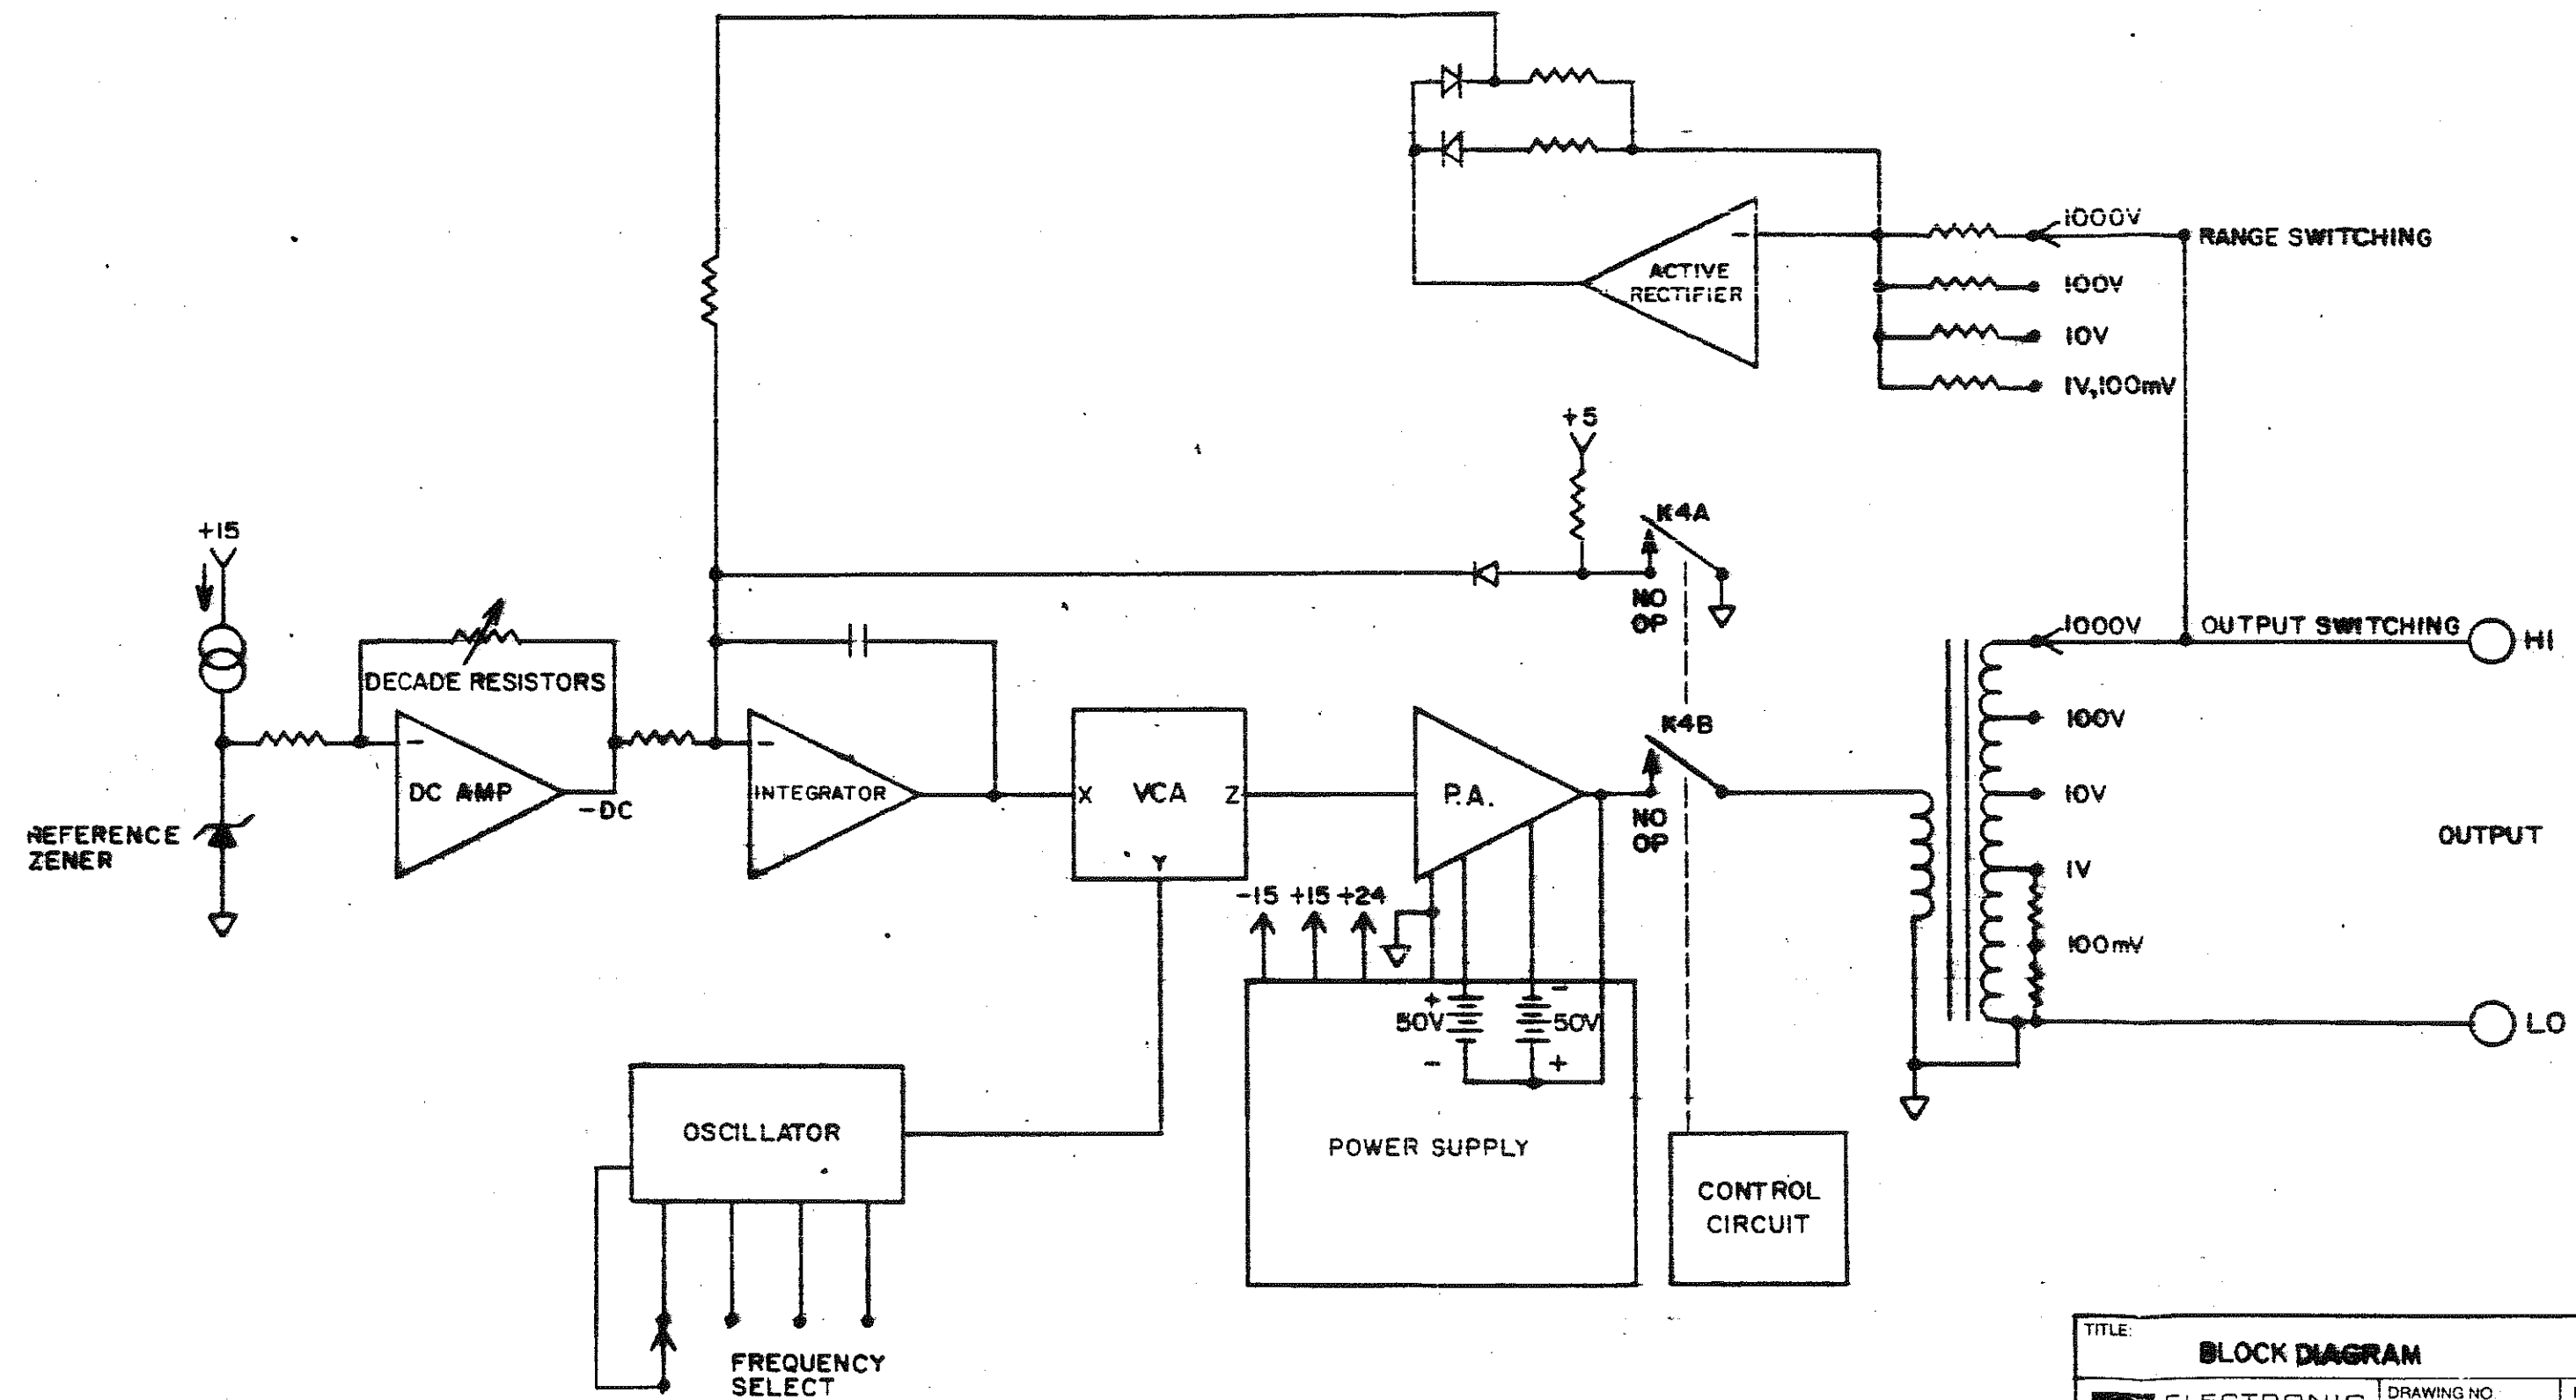 1000V
RANGE SWITCHING
ACTIVE
RECTIFIER
100V
10V
1V,100mV
+5
K4A
+15
NO
OP
1000V
OUTPUT SWITCHING
HI
DECADE RESISTORS
K4B
100V
-
DC AMP
-DC
-
INTEGRATOR
X
VCA
Z
Y
P.A.
NO
OP
10V
OUTPUT
REFERENCE
ZENER
1V
-15
+15
+24
100mV
+
50V
-
-
50V
+
LO
OSCILLATOR
POWER SUPPLY
CONTROL
CIRCUIT
FREQUENCY
SELECT
TITLE:
BLOCK DIAGRAM
ELECTRONIC
DRAWING NO.